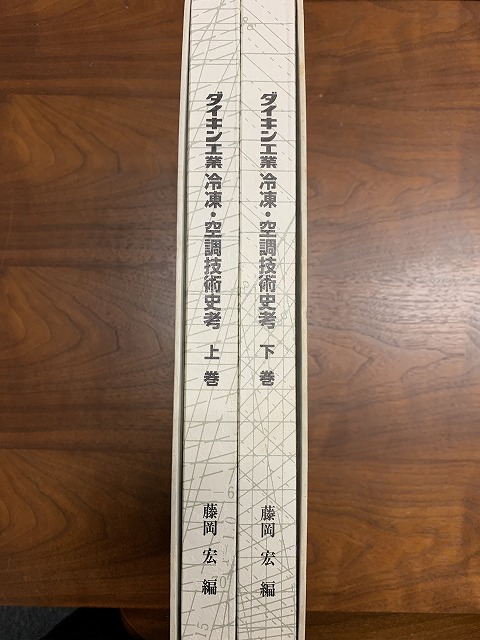 ダイキン工業 冷凍・空調技術史考 上巻
藤岡 宏 編
ダイキン工業 冷凍・空調技術史考 下巻
藤岡 宏 編